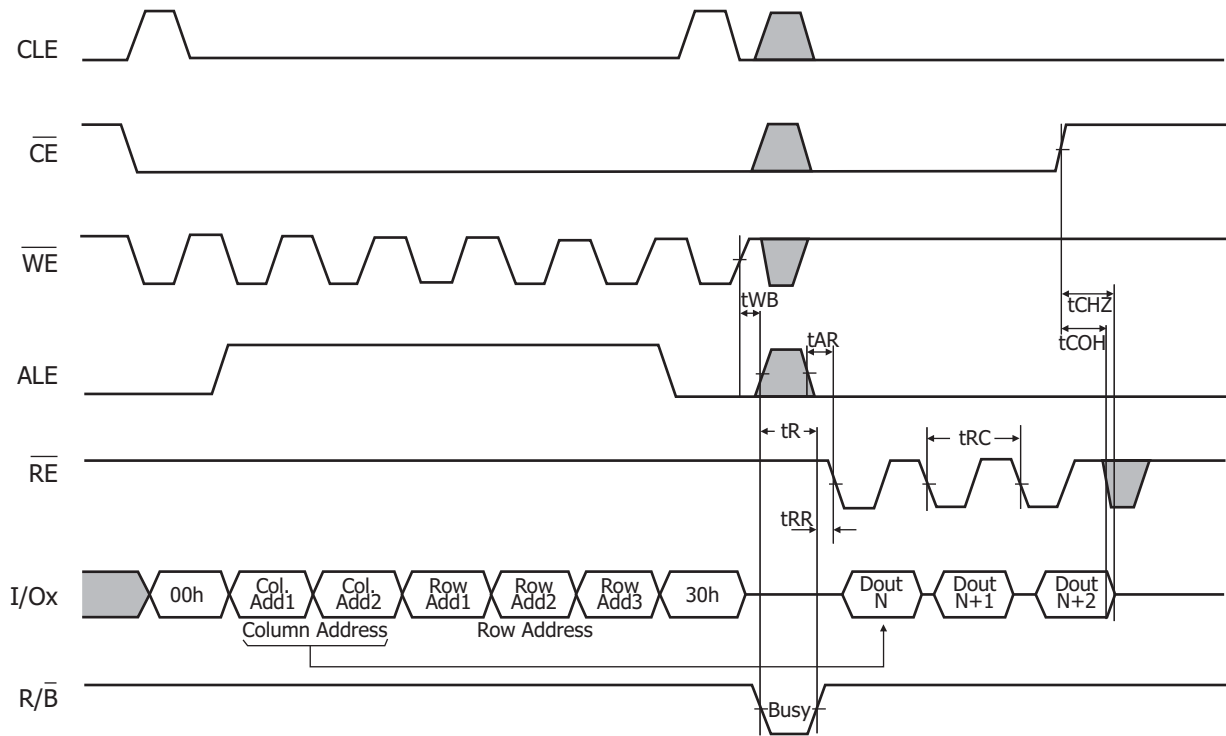 CLE
CE
WE
tWB
tCHZ
tAR
tCOH
ALE
tR
tRC
RE
tRR
I/Ox
00h
Col.
Add1
Col.
Add2
Row
Add1
Row
Add2
Row
Add3
30h
Dout
N
Dout
N+1
Dout
N+2
Column Address
Row Address
R/B
Busy